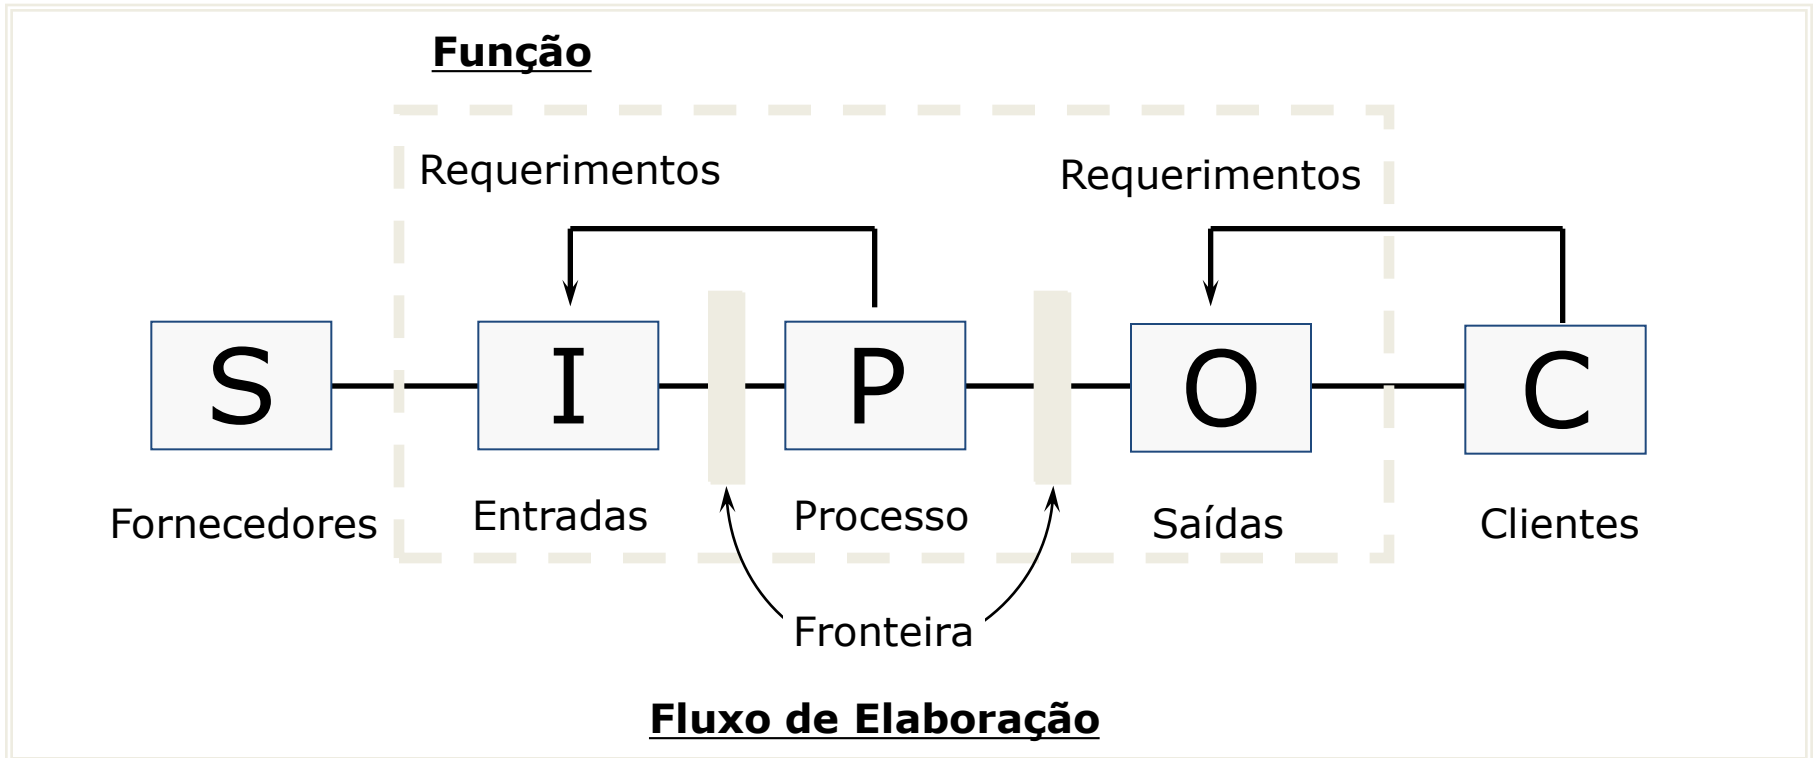 Função
Requerimentos
Requerimentos
S
I
P
O
C
Fornecedores
Entradas
Processo
Saídas
Clientes
Fronteira
Fluxo de Elaboração